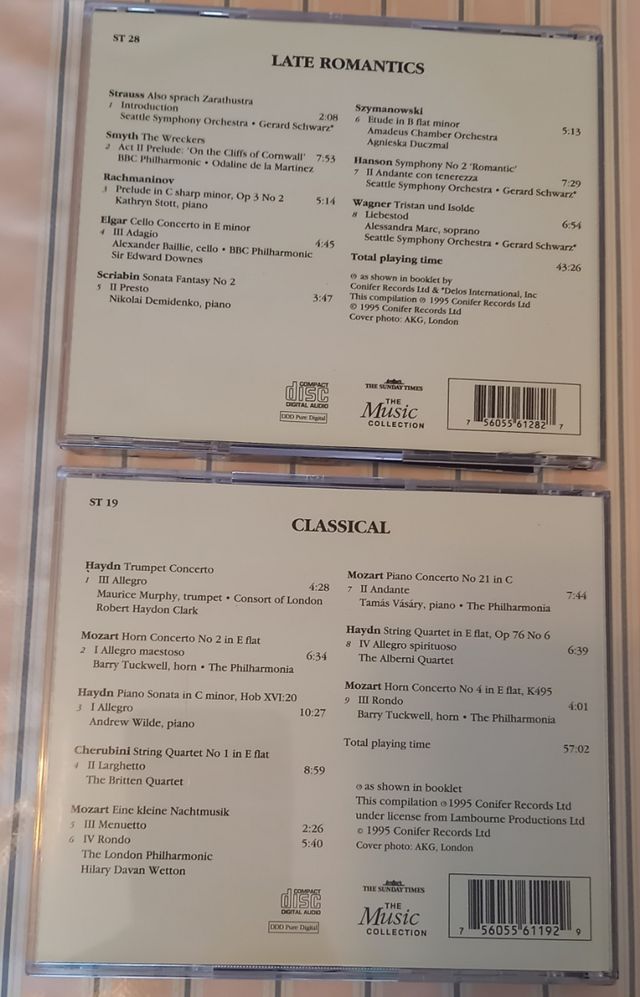 ST 28
LATE ROMANTICS
Strauss Also sprach Zarathustra
1 Introduction 2:08
Seattle Symphony Orchestra • Gerard Schwarz*
Smyth The Wreckers
2 Act II Prelude: 'On the Cliffs of Cornwall' 7:53
BBC Philharmonic • Odaline de la Martinez
Rachmaninov
3 Prelude in C sharp minor, Op 3 No 2 5:14
Kathryn Stott, piano
Elgar Cello Concerto in E minor
4 III Adagio 4:45
Alexander Baillie, cello • BBC Philharmonic
Sir Edward Downes
Scriabin Sonata Fantasy No 2
5 II Presto 3:47
Nikolai Demidenko, piano
Szymanowski
6 Etude in B flat minor 5:13
Amadeus Chamber Orchestra
Agnieska Duczmal
Hanson Symphony No 2 'Romantic'
7 II Andante con tenerezza 7:29
Seattle Symphony Orchestra • Gerard Schwarz*
Wagner Tristan und Isolde
8 Liebestod 6:54
Alessandra Marc, soprano
Seattle Symphony Orchestra • Gerard Schwarz*
Total playing time 43:26
℗ as shown in booklet by
Conifer Records Ltd & *Delos International, Inc
This compilation ℗ 1995 Conifer Records Ltd
© 1995 Conifer Records Ltd
Cover photo: AKG, London
COMPACT
disc
DIGITAL AUDIO
DDD Pure Digital
THE SUNDAY TIMES
THE
Music
COLLECTION
7 56055 61282 7
ST 19
CLASSICAL
Haydn Trumpet Concerto
1 III Allegro 4:28
Maurice Murphy, trumpet • Consort of London
Robert Haydon Clark
Mozart Horn Concerto No 2 in E flat
2 I Allegro maestoso 6:34
Barry Tuckwell, horn • The Philharmonia
Haydn Piano Sonata in C minor, Hob XVI:20
3 I Allegro 10:27
Andrew Wilde, piano
Cherubini String Quartet No 1 in E flat
4 II Larghetto 8:59
The Britten Quartet
Mozart Eine kleine Nachtmusik
5 III Menuetto 2:26
6 IV Rondo 5:40
The London Philharmonic
Hilary Davan Wetton
Mozart Piano Concerto No 21 in C
7 II Andante 7:44
Tamás Vásáry, piano • The Philharmonia
Haydn String Quartet in E flat, Op 76 No 6
8 IV Allegro spirituoso 6:39
The Alberni Quartet
Mozart Horn Concerto No 4 in E flat, K495
9 III Rondo 4:01
Barry Tuckwell, horn • The Philharmonia
Total playing time 57:02
℗ as shown in booklet
This compilation ℗ 1995 Conifer Records Ltd
under license from Lambourne Productions Ltd
© 1995 Conifer Records Ltd
Cover photo: AKG, London
COMPACT
disc
DIGITAL AUDIO
DDD Pure Digital
THE SUNDAY TIMES
THE
Music
COLLECTION
7 56055 61192 9